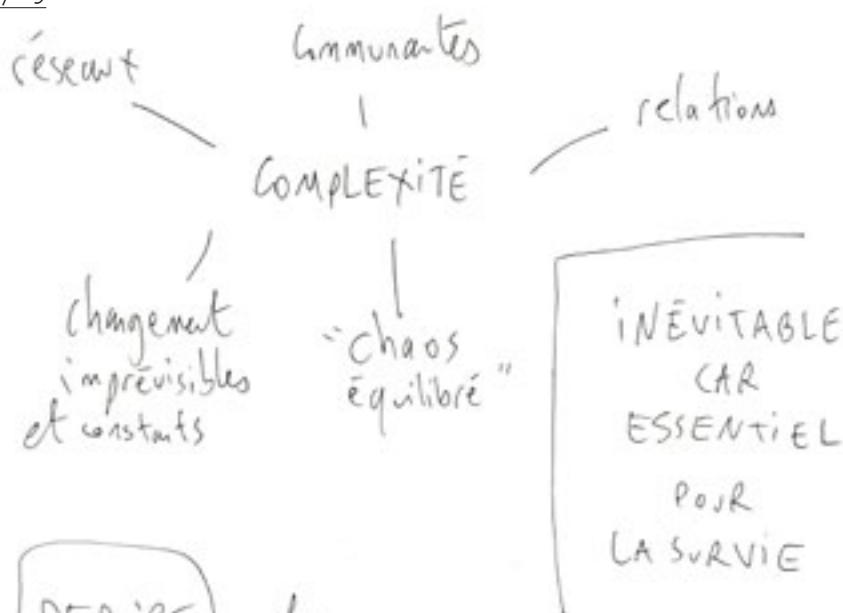 réseaux
Communautés
relations
COMPLEXITÉ
changement
imprévisibles
et constants
"chaos
équilibré"
INÉVITABLE
CAR
ESSENTIEL
POUR
LA SURVIE